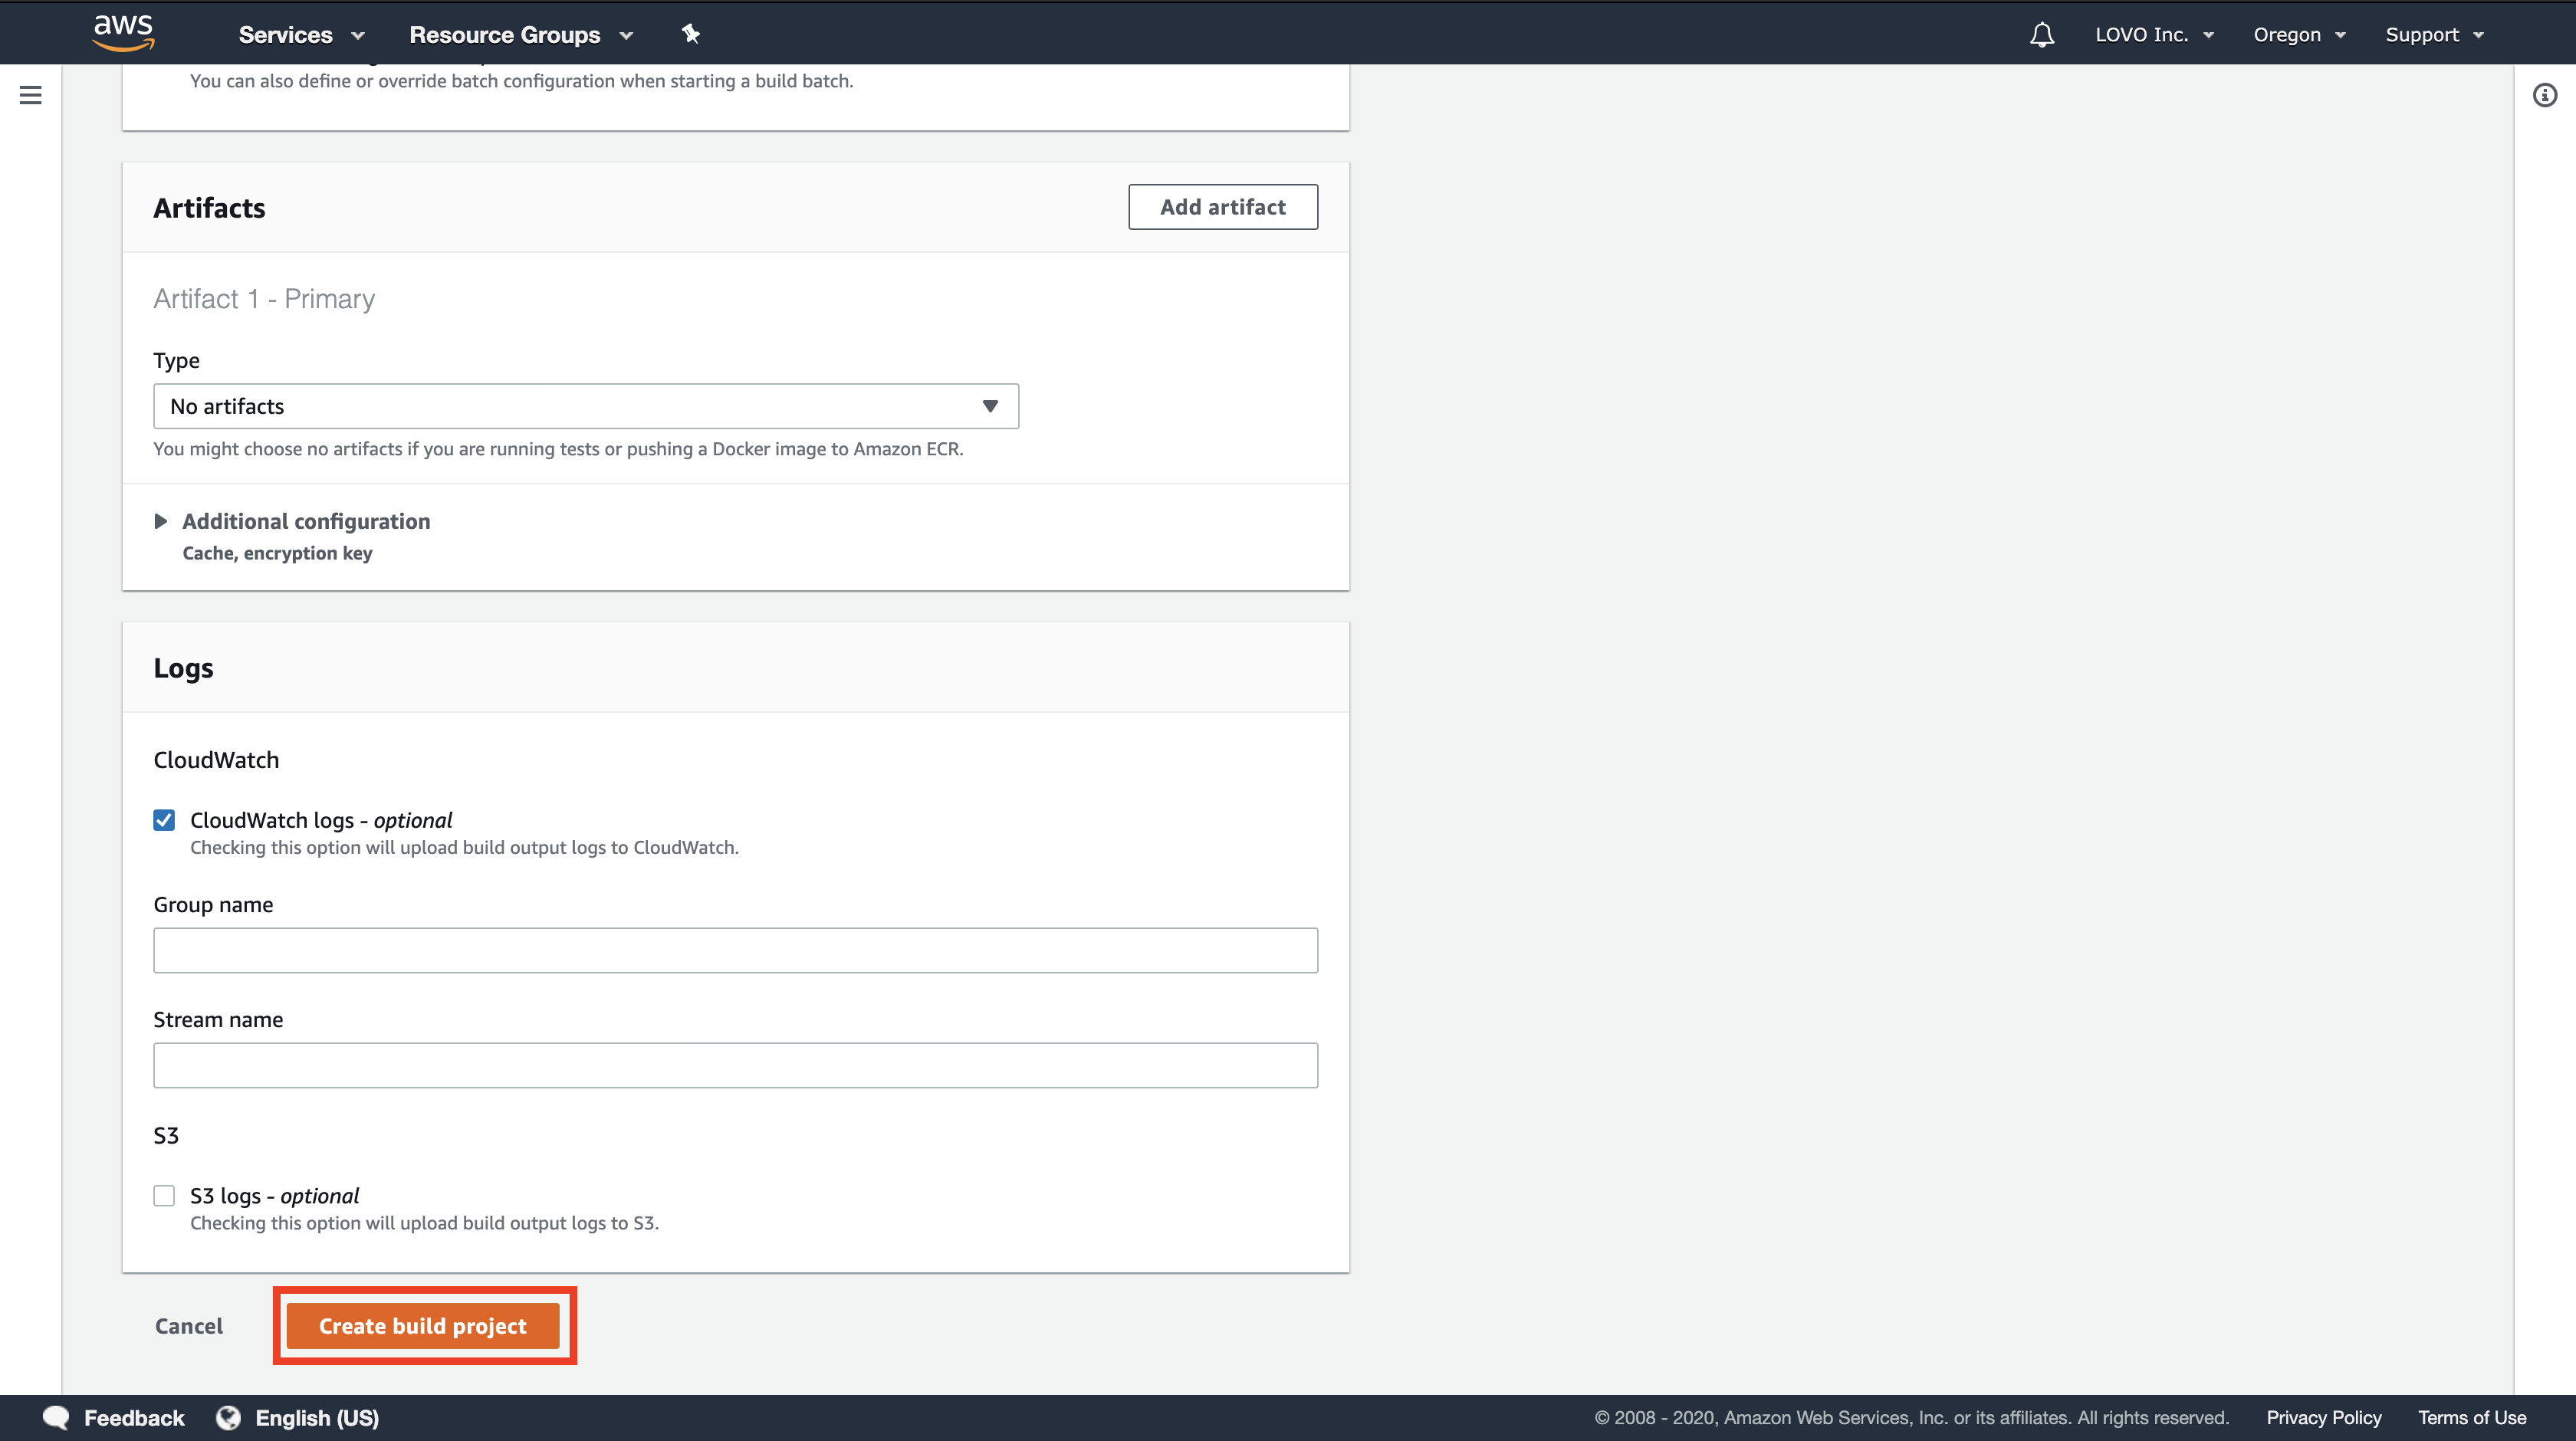 aws Services Resource Groups LOVO Inc. Oregon Support
You can also define or override batch configuration when starting a build batch.
Artifacts
Add artifact
Artifact 1 - Primary
Type
No artifacts
You might choose no artifacts if you are running tests or pushing a Docker image to Amazon ECR.
Additional configuration
Cache, encryption key
Logs
CloudWatch
CloudWatch logs - optional
Checking this option will upload build output logs to CloudWatch.
Group name
Stream name
S3
S3 logs - optional
Checking this option will upload build output logs to S3.
Cancel
Create build project
Feedback English (US) © 2008 - 2020, Amazon Web Services, Inc. or its affiliates. All rights reserved. Privacy Policy Terms of Use